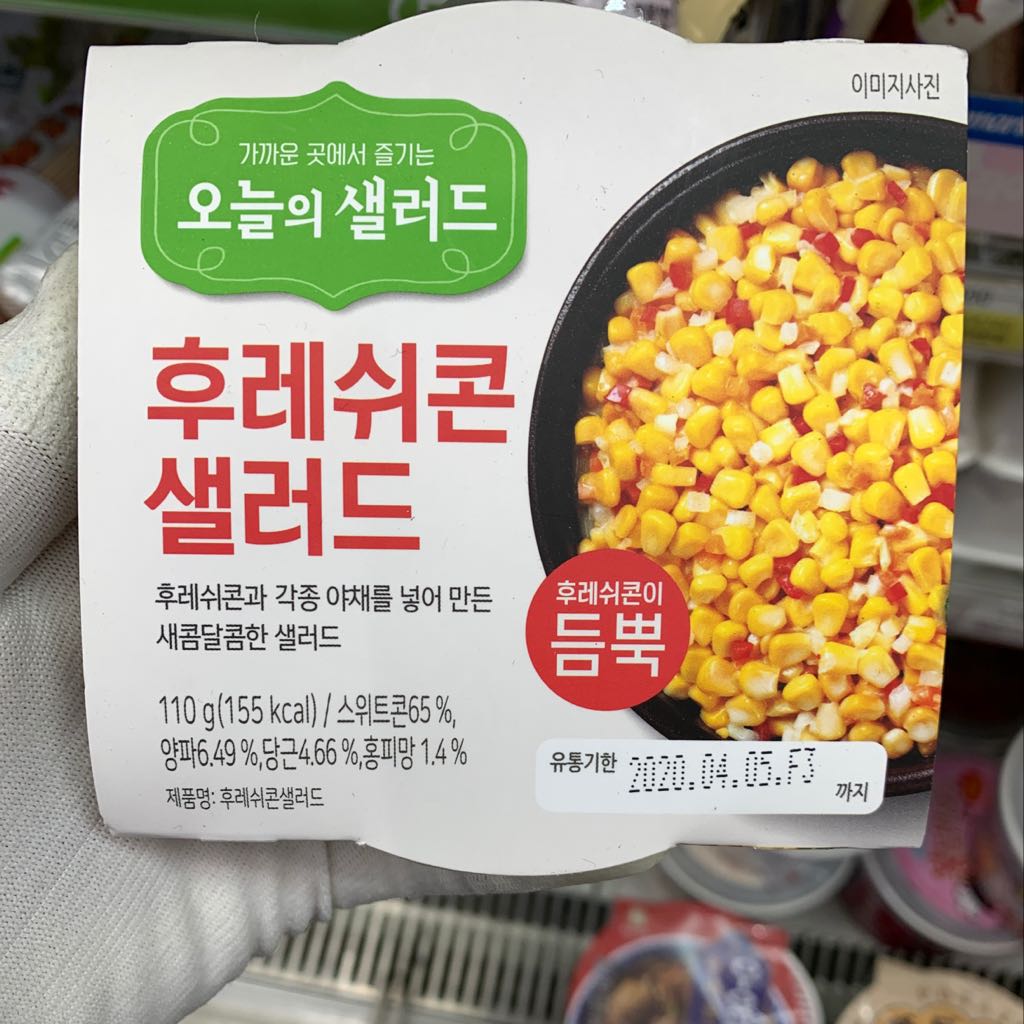 이미지사진
가까운 곳에서 즐기는
오늘의 샐러드
후레쉬콘
샐러드
후레쉬콘과 각종 야채를 넣어 만든
새콤달콤한 샐러드
110 g(155 kcal) / 스위트콘65 %,
양파6.49 %,당근4.66 %,홍피망 1.4 %
제품명: 후레쉬콘샐러드
후레쉬콘이
듬뿍
유통기한 2020.04.05.F3 까지